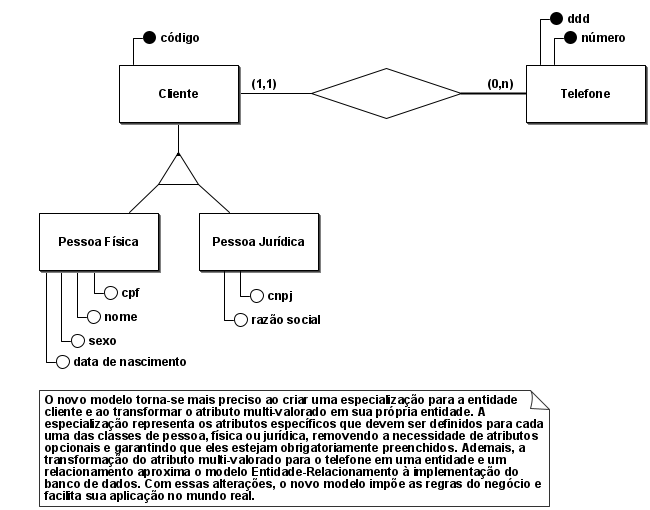 ddd
código
número
Cliente
(1,1)
(0,n)
Telefone
Pessoa Física
Pessoa Jurídica
cpf
cnpj
nome
razão social
sexo
data de nascimento
O novo modelo torna-se mais preciso ao criar uma especialização para a entidade
cliente e ao transformar o atributo multi-valorado em sua própria entidade. A
especialização representa os atributos específicos que devem ser definidos para cada
uma das classes de pessoa, física ou jurídica, removendo a necessidade de atributos
opcionais e garantindo que eles estejam obrigatoriamente preenchidos. Ademais, a
transformação do atributo multi-valorado para o telefone em uma entidade e um
relacionamento aproxima o modelo Entidade-Relacionamento à implementação do
banco de dados. Com essas alterações, o novo modelo impõe as regras do negócio e
facilita sua aplicação no mundo real.